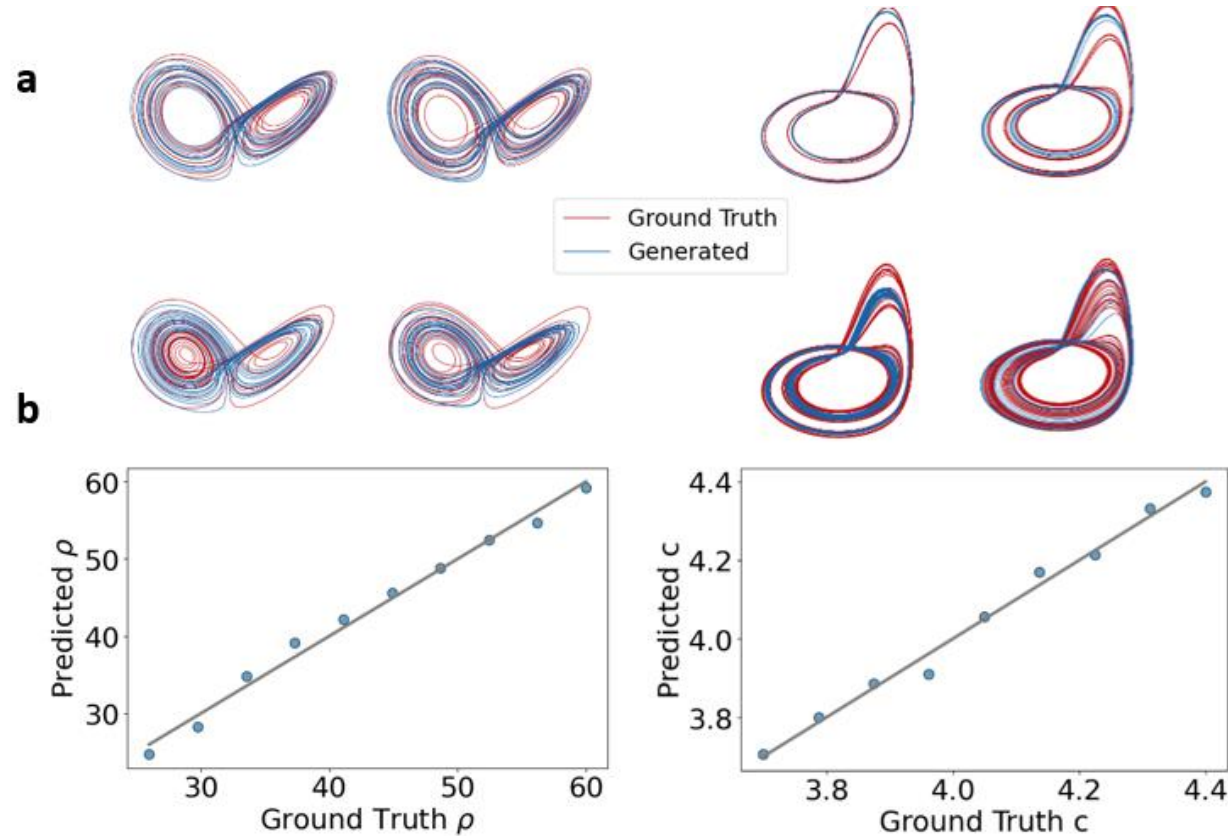 a
Ground Truth
Generated
b
60
50
40
30
Predicted ρ
30 40 50 60
Ground Truth ρ
4.4
4.2
4.0
3.8
Predicted c
3.8 4.0 4.2 4.4
Ground Truth c